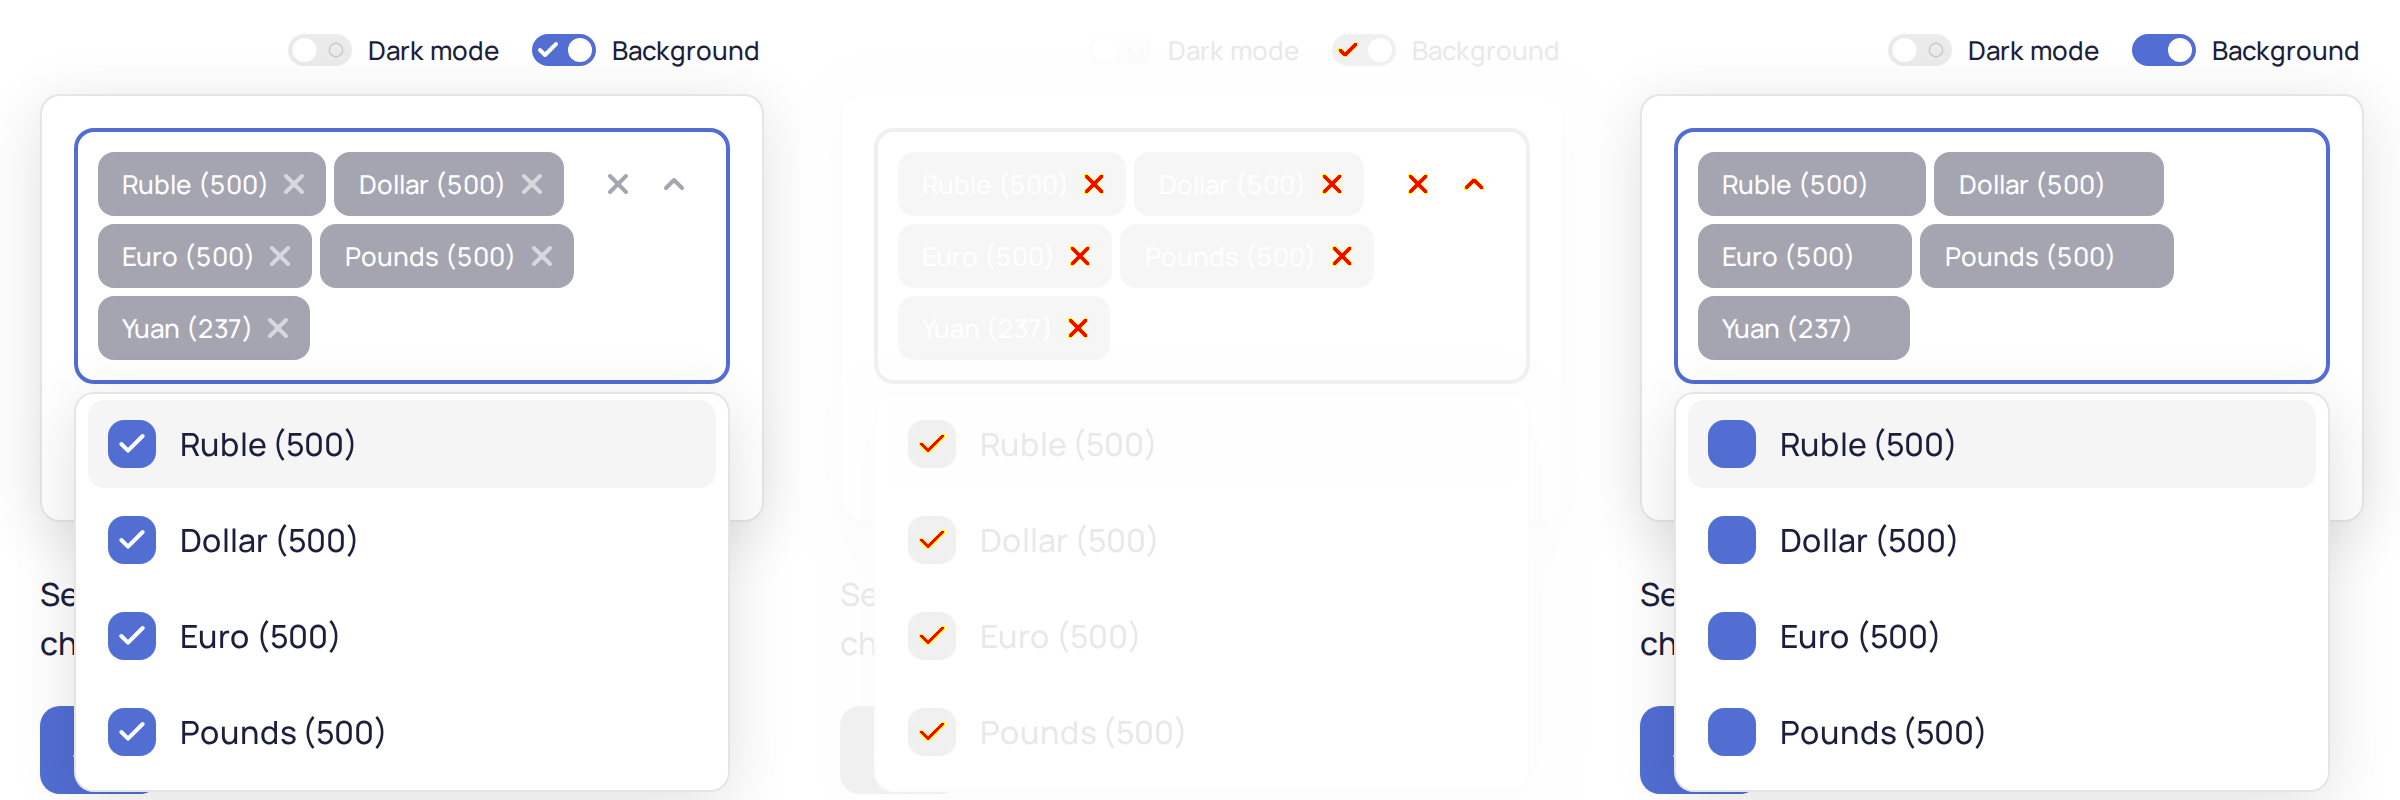 Dark mode Background
Ruble (500) Dollar (500)
Euro (500) Pounds (500)
Yuan (237)
Ruble (500)
Dollar (500)
Euro (500)
Pounds (500)
Se
ch
Dark mode Background
Ruble (500) Dollar (500)
Euro (500) Pounds (500)
Yuan (237)
Ruble (500)
Dollar (500)
Euro (500)
Pounds (500)
Se
ch
Dark mode Background
Ruble (500) Dollar (500)
Euro (500) Pounds (500)
Yuan (237)
Ruble (500)
Dollar (500)
Euro (500)
Pounds (500)
Se
ch